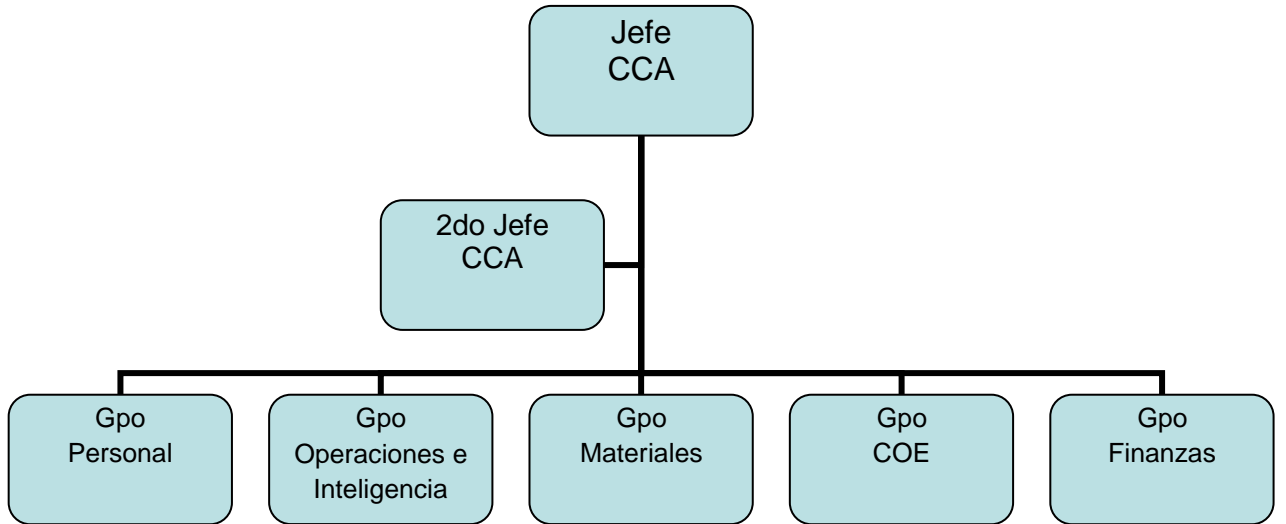 Jefe
CCA
2do Jefe
CCA
Gpo
Personal
Gpo
Operaciones e
Inteligencia
Gpo
Materiales
Gpo
COE
Gpo
Finanzas